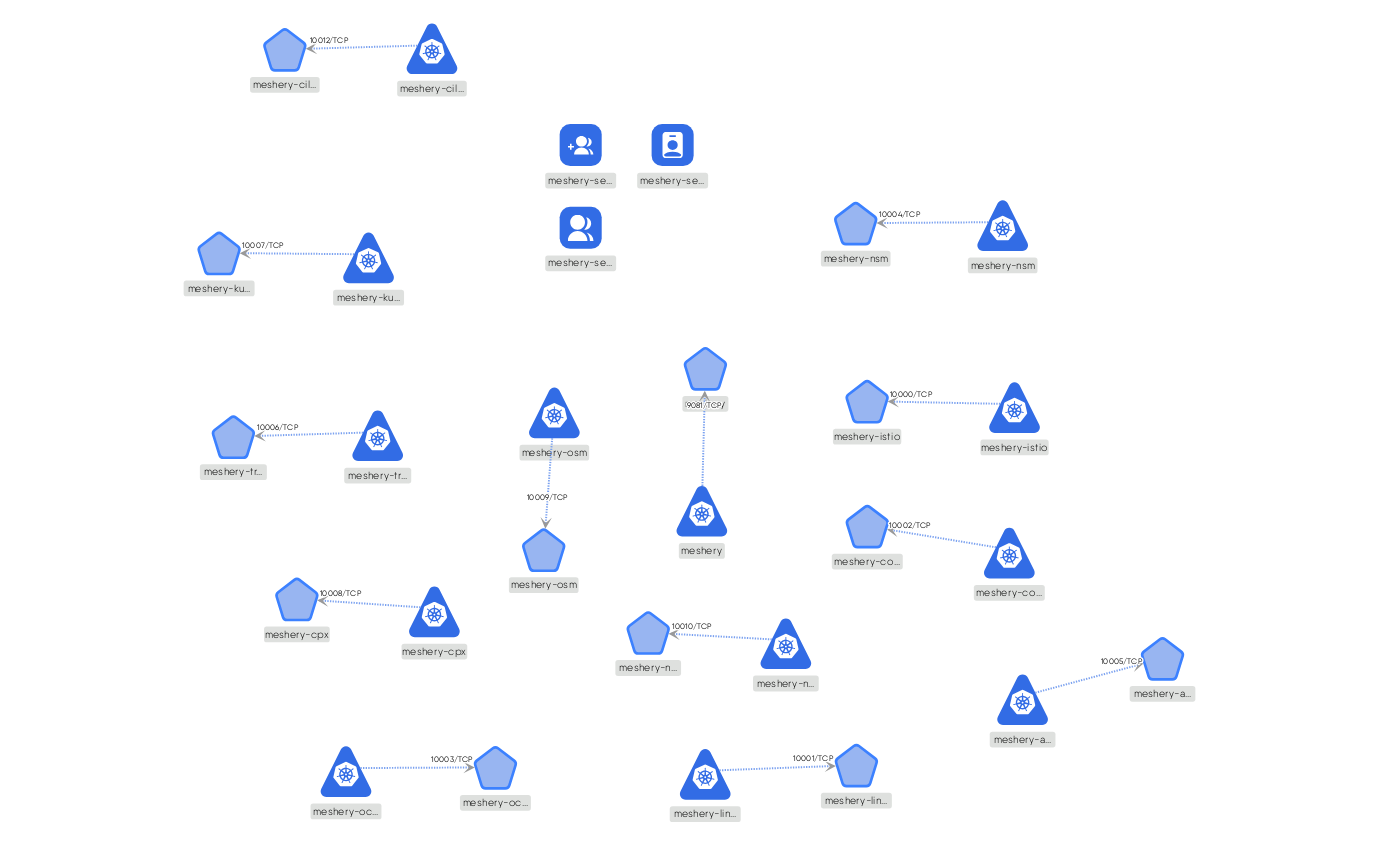 10012/TCP
meshery-cil...
meshery-cil...
meshery-se...
meshery-se...
meshery-se...
10004/TCP
meshery-nsm
meshery-nsm
10007/TCP
meshery-ku...
meshery-ku...
9081/TCP/
10000/TCP
meshery-istio
meshery-istio
10006/TCP
meshery-tr...
meshery-tr...
meshery-osm
10009/TCP
meshery-osm
meshery
10002/TCP
meshery-co...
meshery-co...
10008/TCP
meshery-cpx
meshery-cpx
10010/TCP
meshery-n...
meshery-n...
10005/TCP
meshery-a...
meshery-a...
10003/TCP
meshery-oc...
meshery-oc...
10001/TCP
meshery-lin...
meshery-lin...